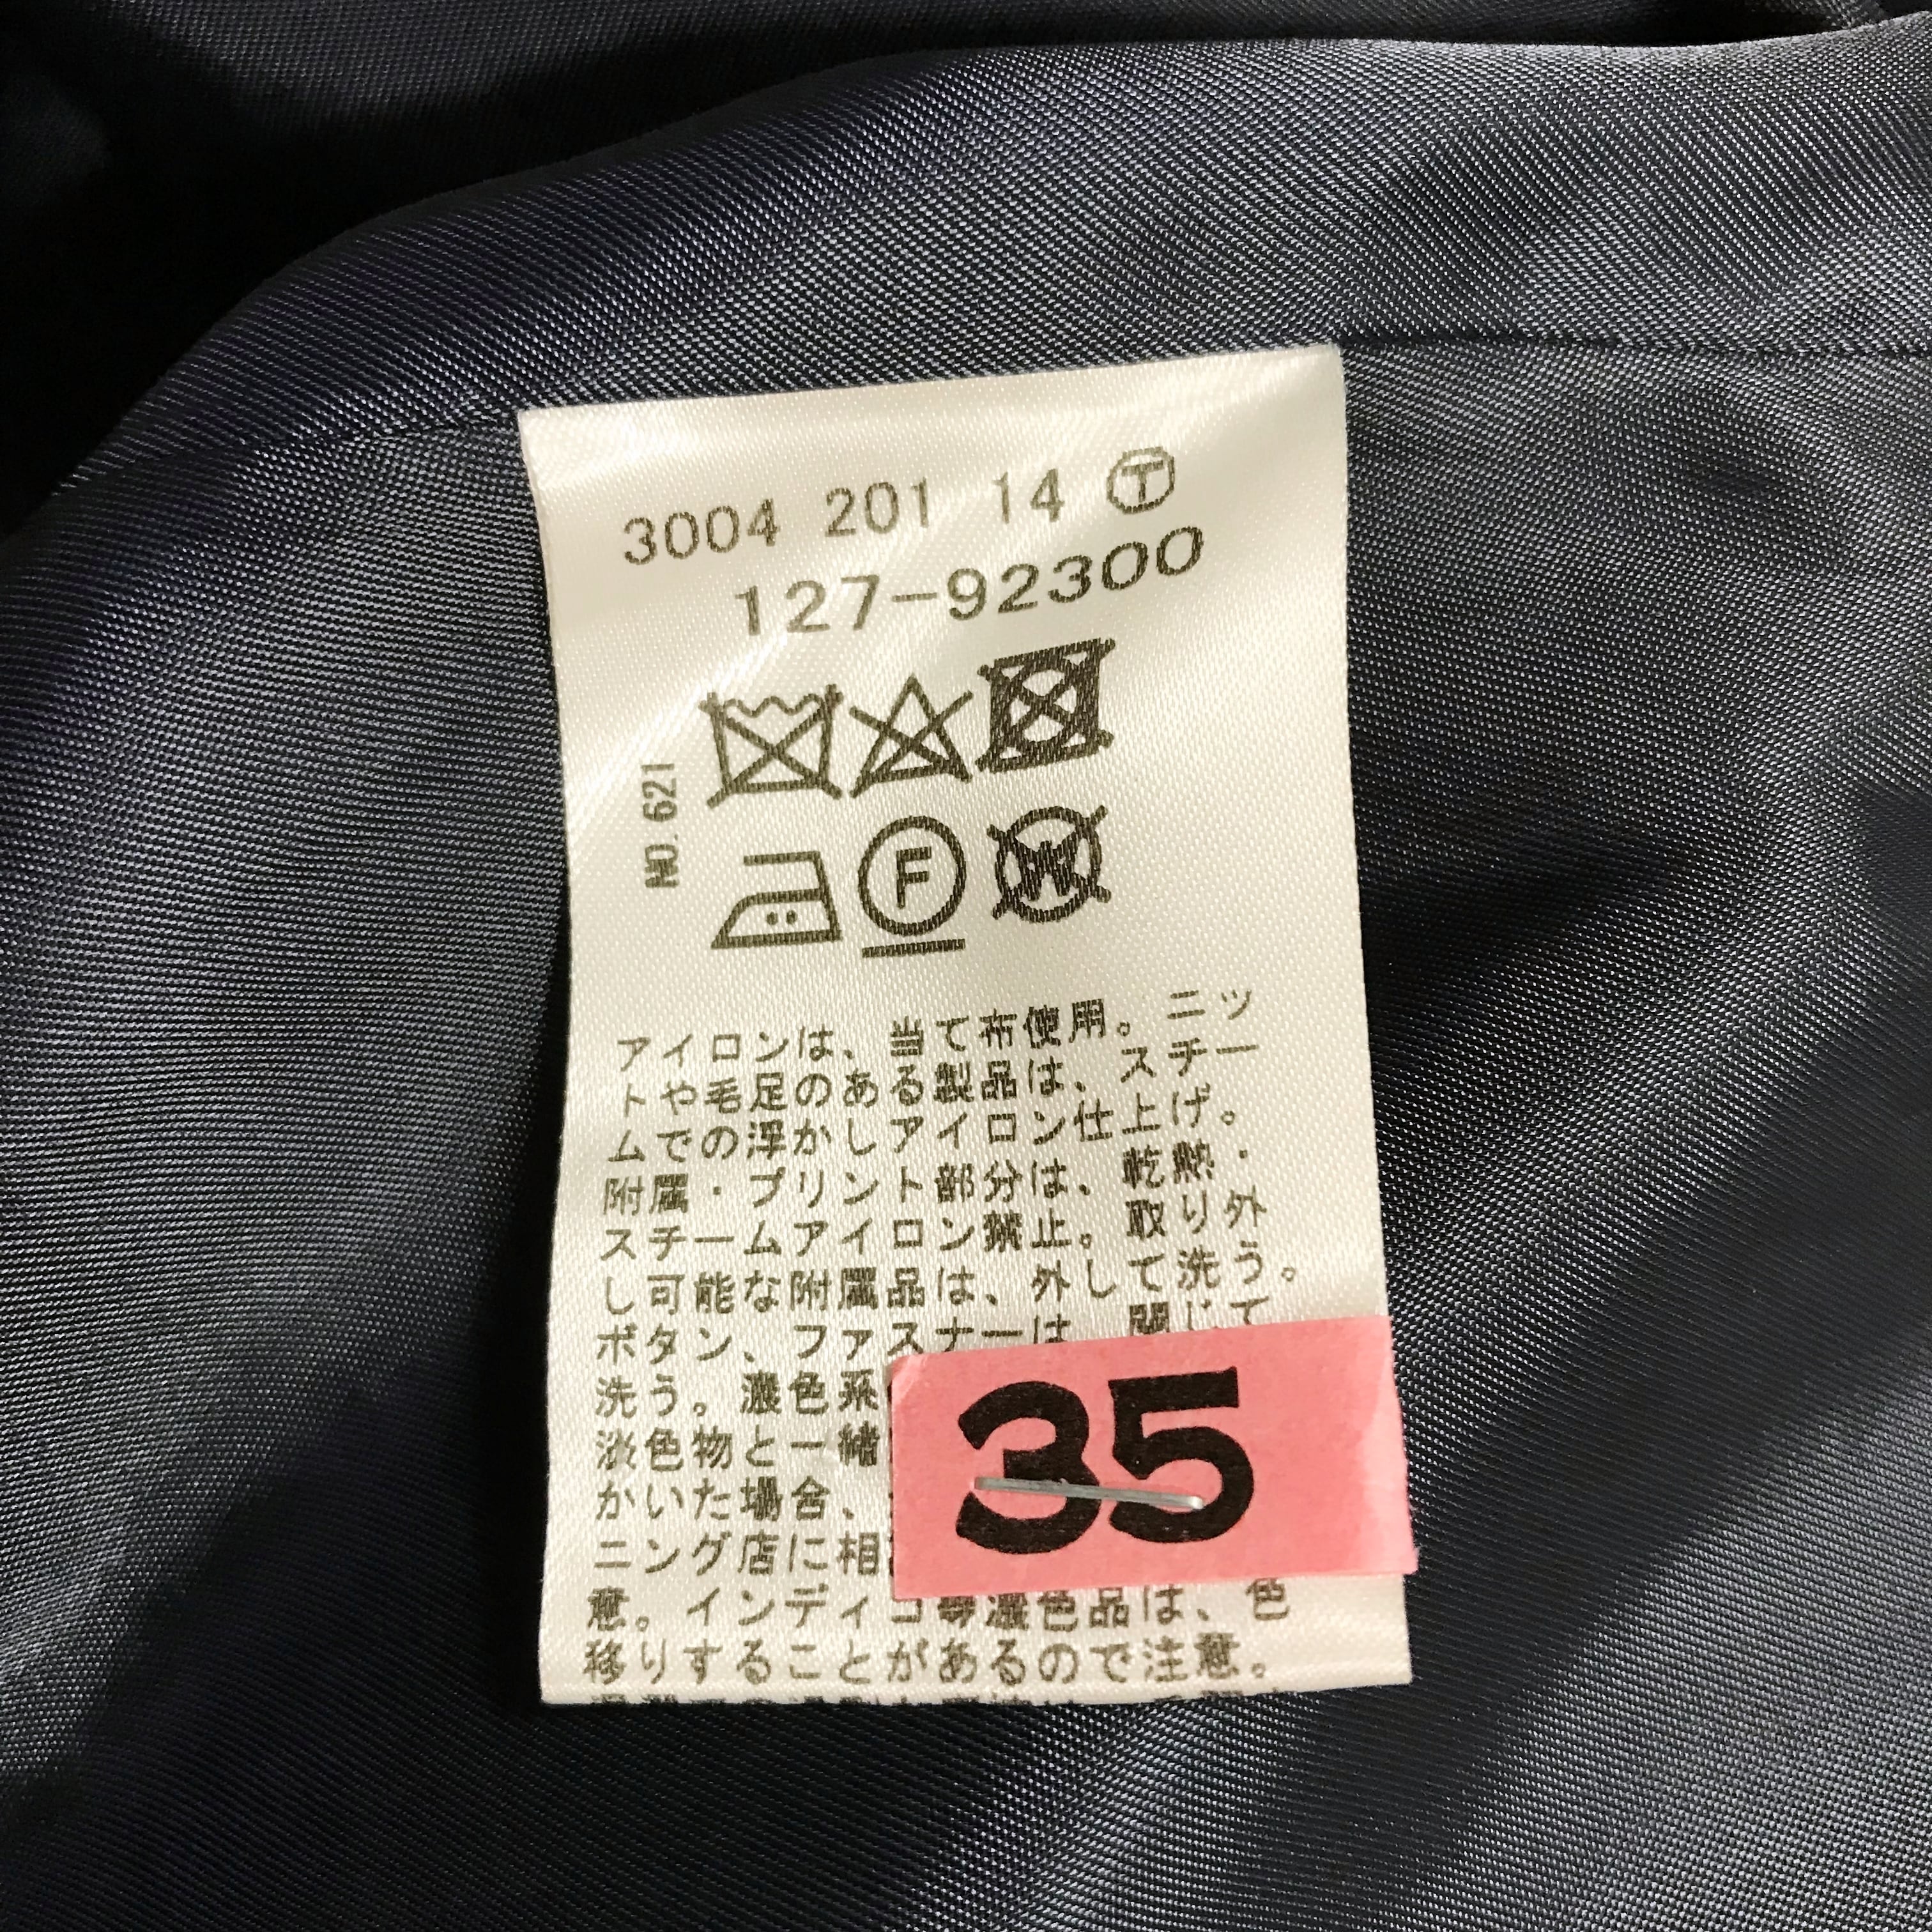 3004 201 14 Ⓣ
127-92300
NO. 621
F
W
アイロンは、当て布使用。ニッ
トや毛足のある製品は、スチー
ムでの浮かしアイロン仕上げ。
附属・プリント部分は、乾熱・
スチームアイロン禁止。取り外
し可能な附属品は、外して洗う。
ボタン、ファスナーは、閉じて
洗う。濃色系
淡色物と一緒
かいた場合、
ニング店に相
意。インディゴ等濃色品は、色
移りすることがあるので注意。
35